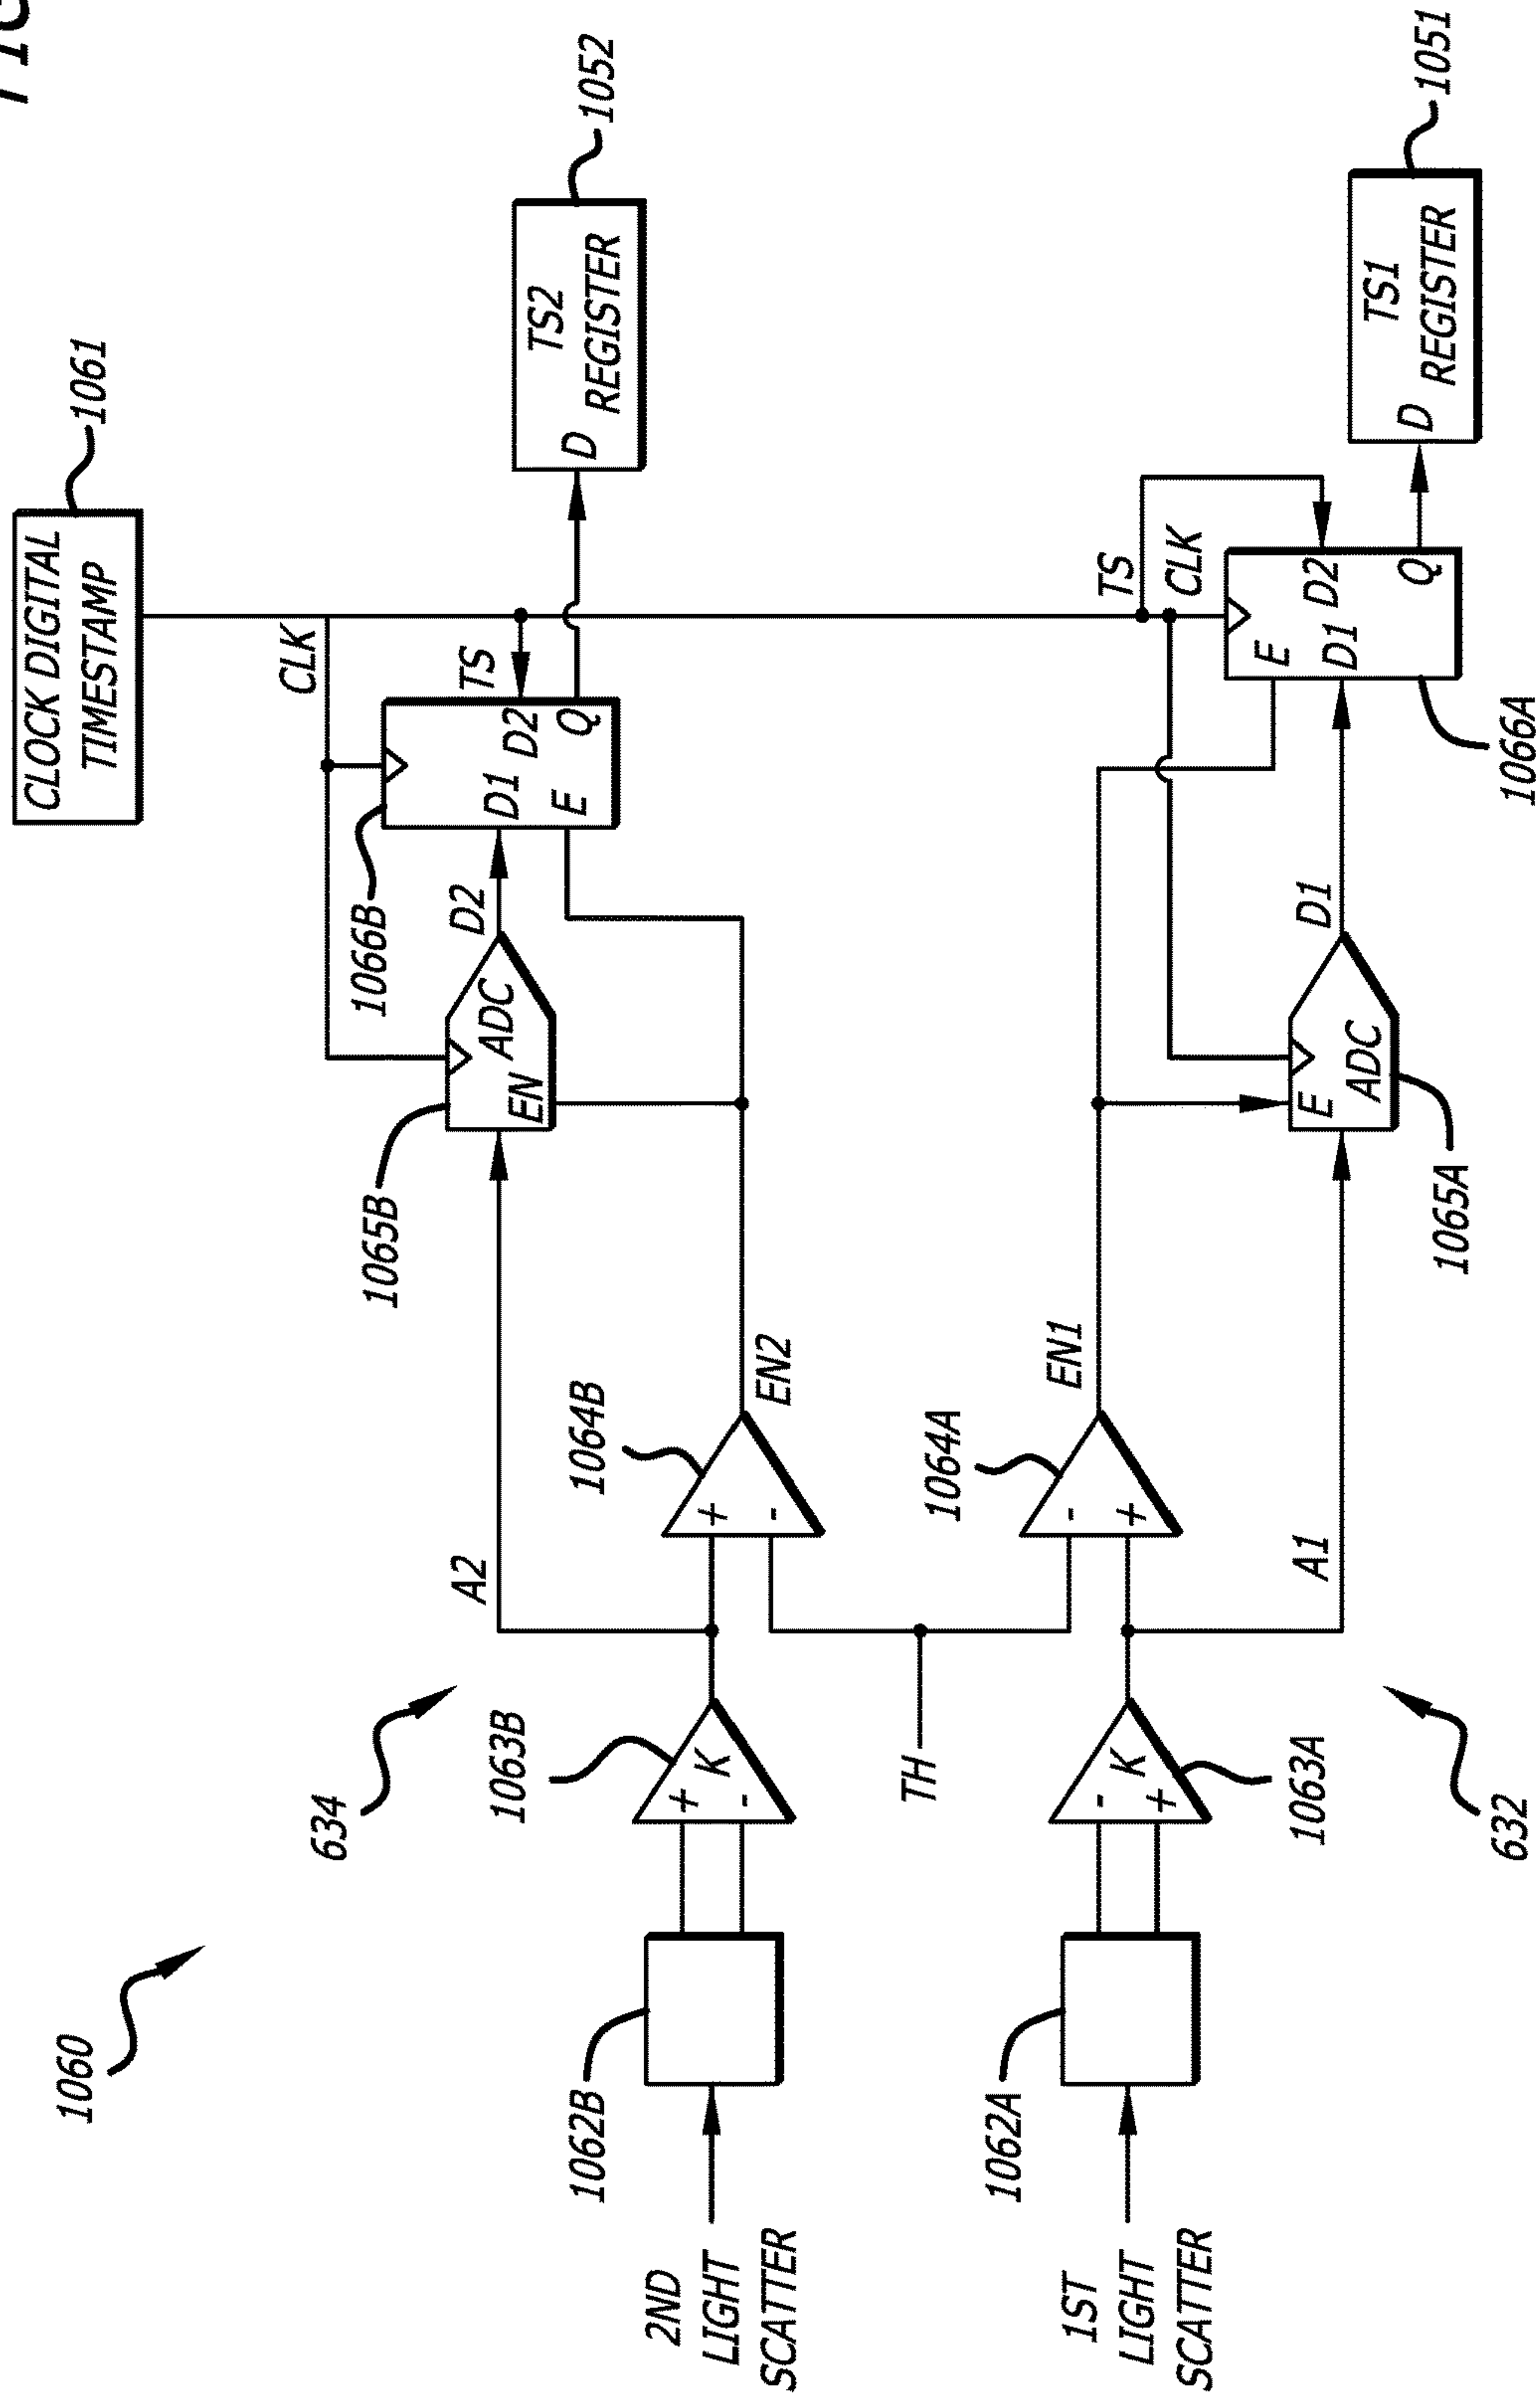 1060
CLOCK DIGITAL
TIMESTAMP
1061
634
CLK
1065B
1066B
A2
D2
TS
EN
ADC
D1
D2
E
Q
TS2
D
REGISTER
1052
1063B
1064B
1062B
2ND
LIGHT
SCATTER
+
-
K
+
-
EN2
TH
1064A
EN1
TS
CLK
1062A
1ST
LIGHT
SCATTER
-
+
K
-
+
1063A
A1
D1
E
ADC
E
D1
D2
Q
TS1
D
REGISTER
1051
632
1065A
1066A